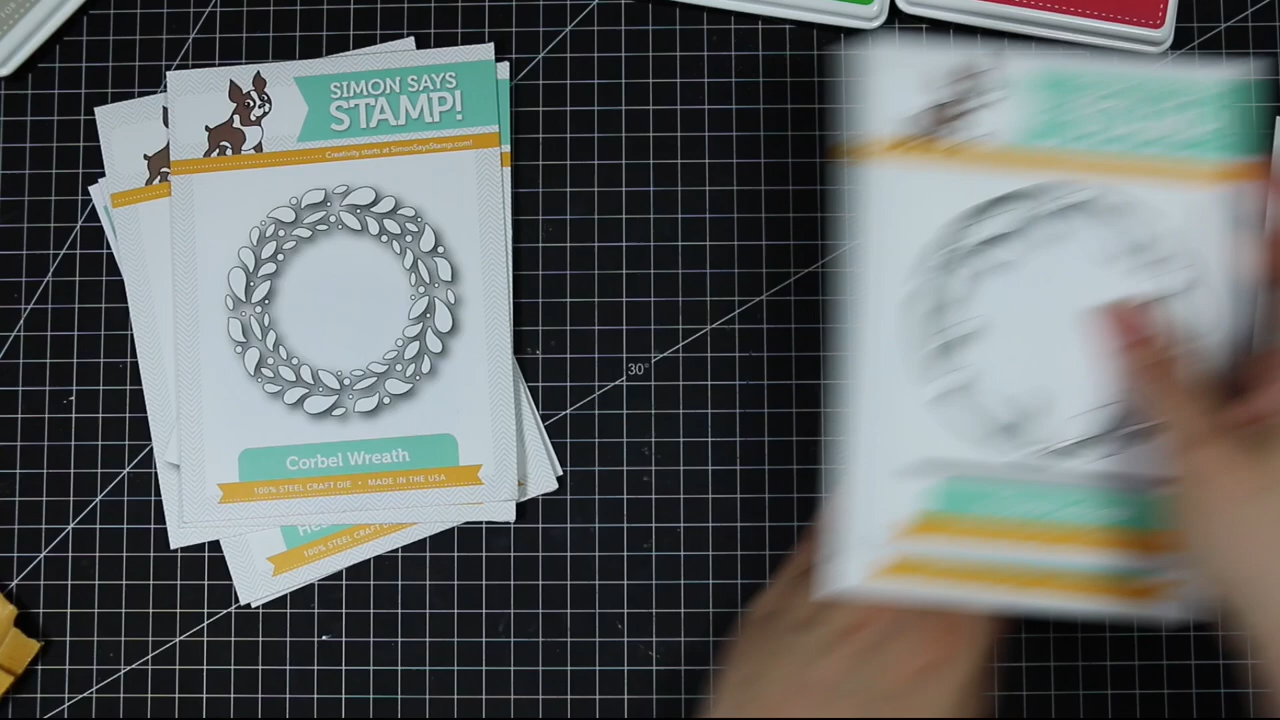 SIMON SAYS
STAMP!
Creativity starts at SimonSaysStamp.com!
Corbel Wreath
100% STEEL CRAFT DIE • MADE IN THE USA
100% STEEL CRAFT
30°